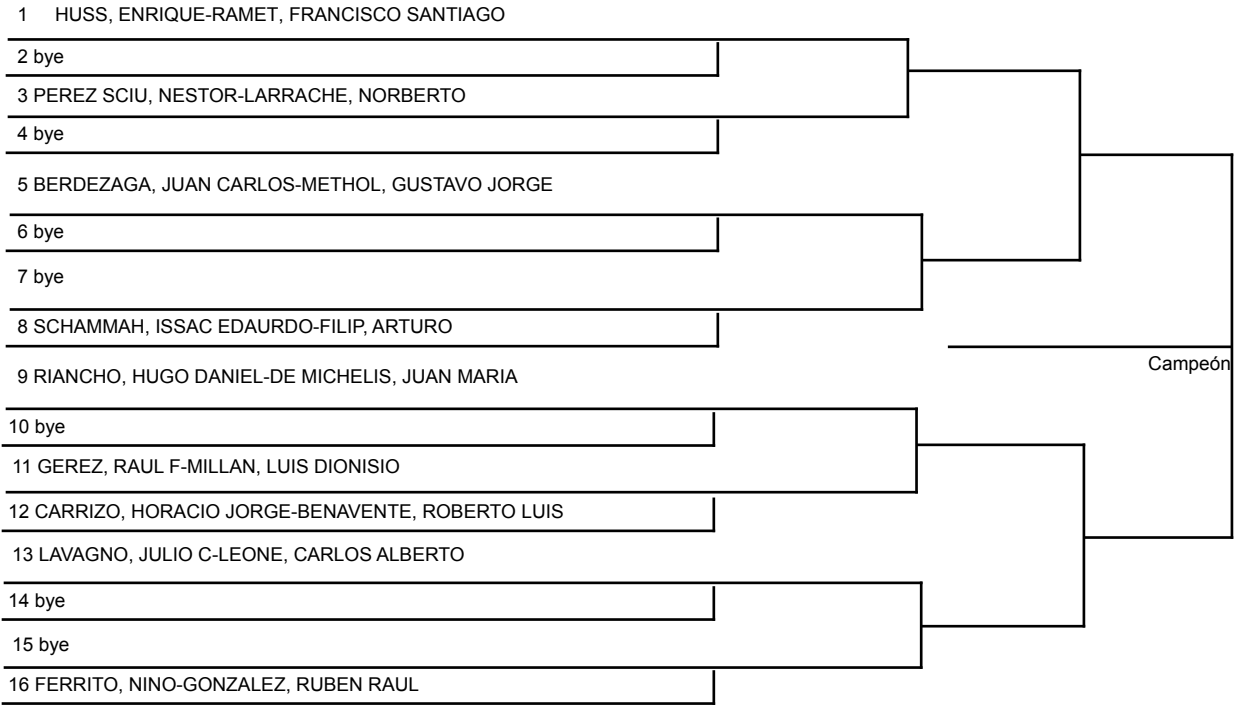 1 HUSS, ENRIQUE-RAMET, FRANCISCO SANTIAGO
2 bye
3 PEREZ SCIU, NESTOR-LARRACHE, NORBERTO
4 bye
5 BERDEZAGA, JUAN CARLOS-METHOL, GUSTAVO JORGE
6 bye
7 bye
8 SCHAMMAH, ISSAC EDAURDO-FILIP, ARTURO
Campeón
9 RIANCHO, HUGO DANIEL-DE MICHELIS, JUAN MARIA
10 bye
11 GEREZ, RAUL F-MILLAN, LUIS DIONISIO
12 CARRIZO, HORACIO JORGE-BENAVENTE, ROBERTO LUIS
13 LAVAGNO, JULIO C-LEONE, CARLOS ALBERTO
14 bye
15 bye
16 FERRITO, NINO-GONZALEZ, RUBEN RAUL